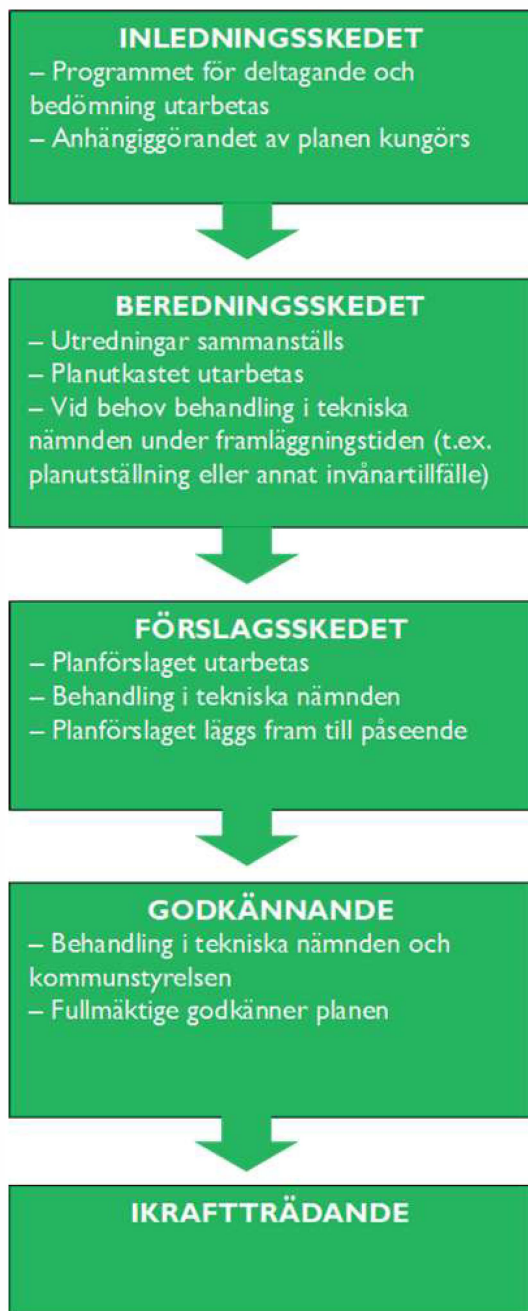 INLEDNINGSSKEDET
– Programmet för deltagande och
bedömning utarbetas
– Anhängiggörandet av planen kungörs
BEREDNINGSSKEDET
– Utredningar sammanställs
– Planutkastet utarbetas
– Vid behov behandling i tekniska
nämnden under framläggningstiden (t.ex.
planutställning eller annat invånartillfälle)
FÖRSLAGSSKEDET
– Planförslaget utarbetas
– Behandling i tekniska nämnden
– Planförslaget läggs fram till påseende
GODKÄNNANDE
– Behandling i tekniska nämnden och
kommunstyrelsen
– Fullmäktige godkänner planen
IKRAFTTRÄDANDE